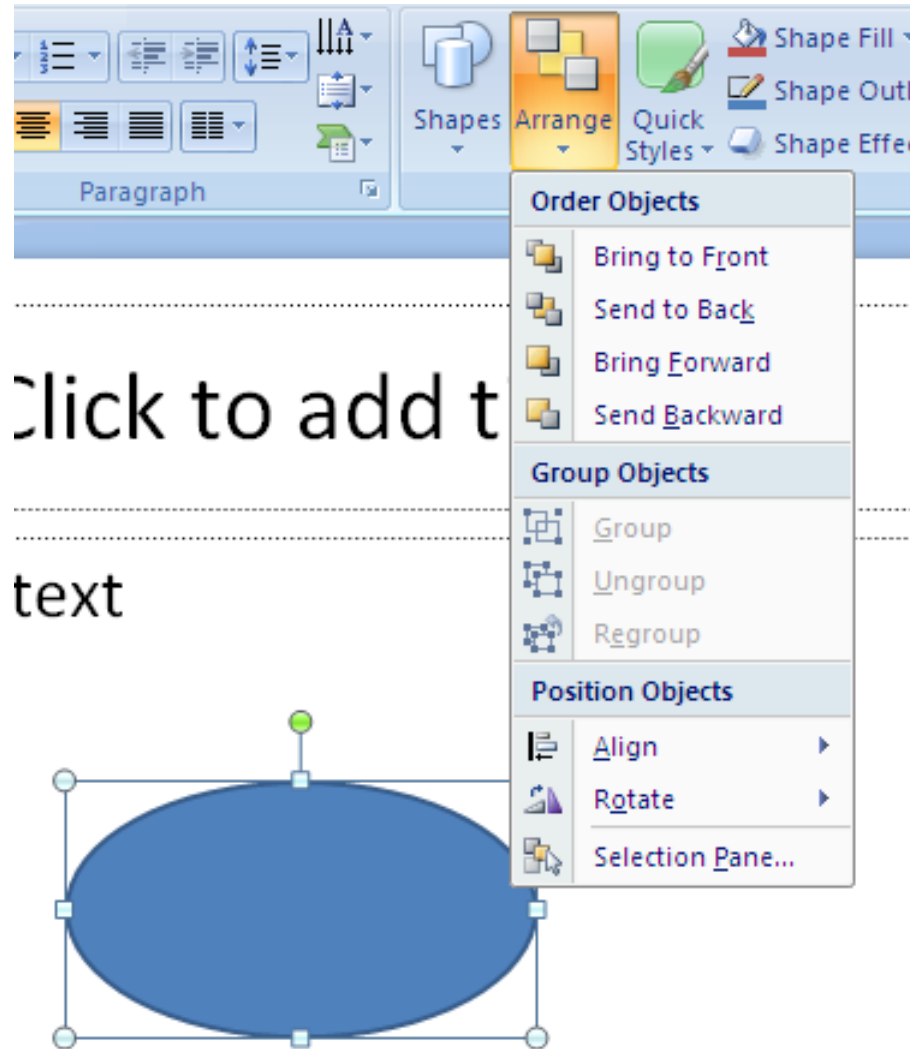 Shapes
Arrange
Quick
Styles
Shape Fill
Shape Outl
Shape Effe
Paragraph
Order Objects
Bring to Front
Send to Back
Bring Forward
Send Backward
Group Objects
Group
Ungroup
Regroup
Position Objects
Align
Rotate
Selection Pane...
Click to add t
text